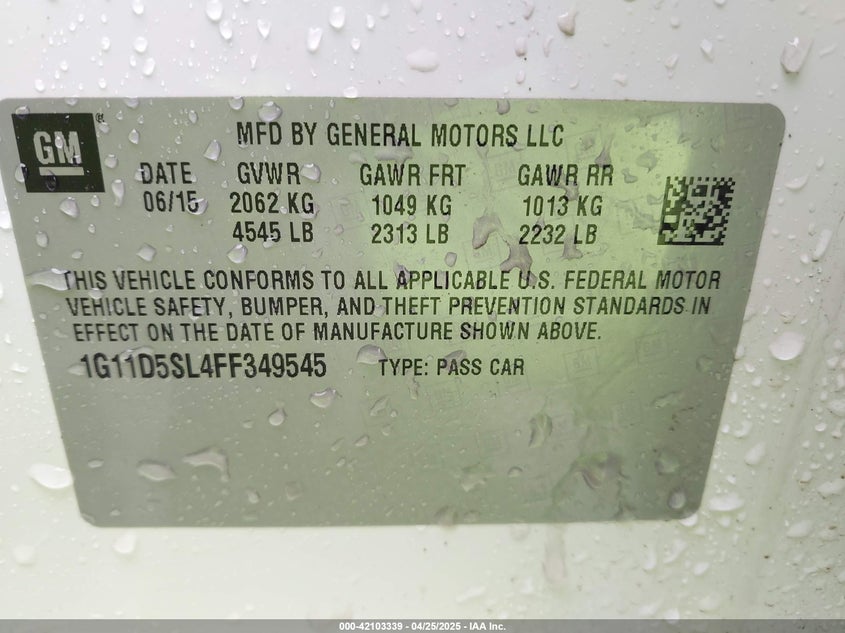 GM®
MFD BY GENERAL MOTORS LLC
DATE GVWR GAWR FRT GAWR RR
06/15 2062 KG 1049 KG 1013 KG
4545 LB 2313 LB 2232 LB
THIS VEHICLE CONFORMS TO ALL APPLICABLE U.S. FEDERAL MOTOR
VEHICLE SAFETY, BUMPER, AND THEFT PREVENTION STANDARDS IN
EFFECT ON THE DATE OF MANUFACTURE SHOWN ABOVE.
1G11D5SL4FF349545 TYPE: PASS CAR
000-42103339 - 04/25/2025 - IAA Inc.